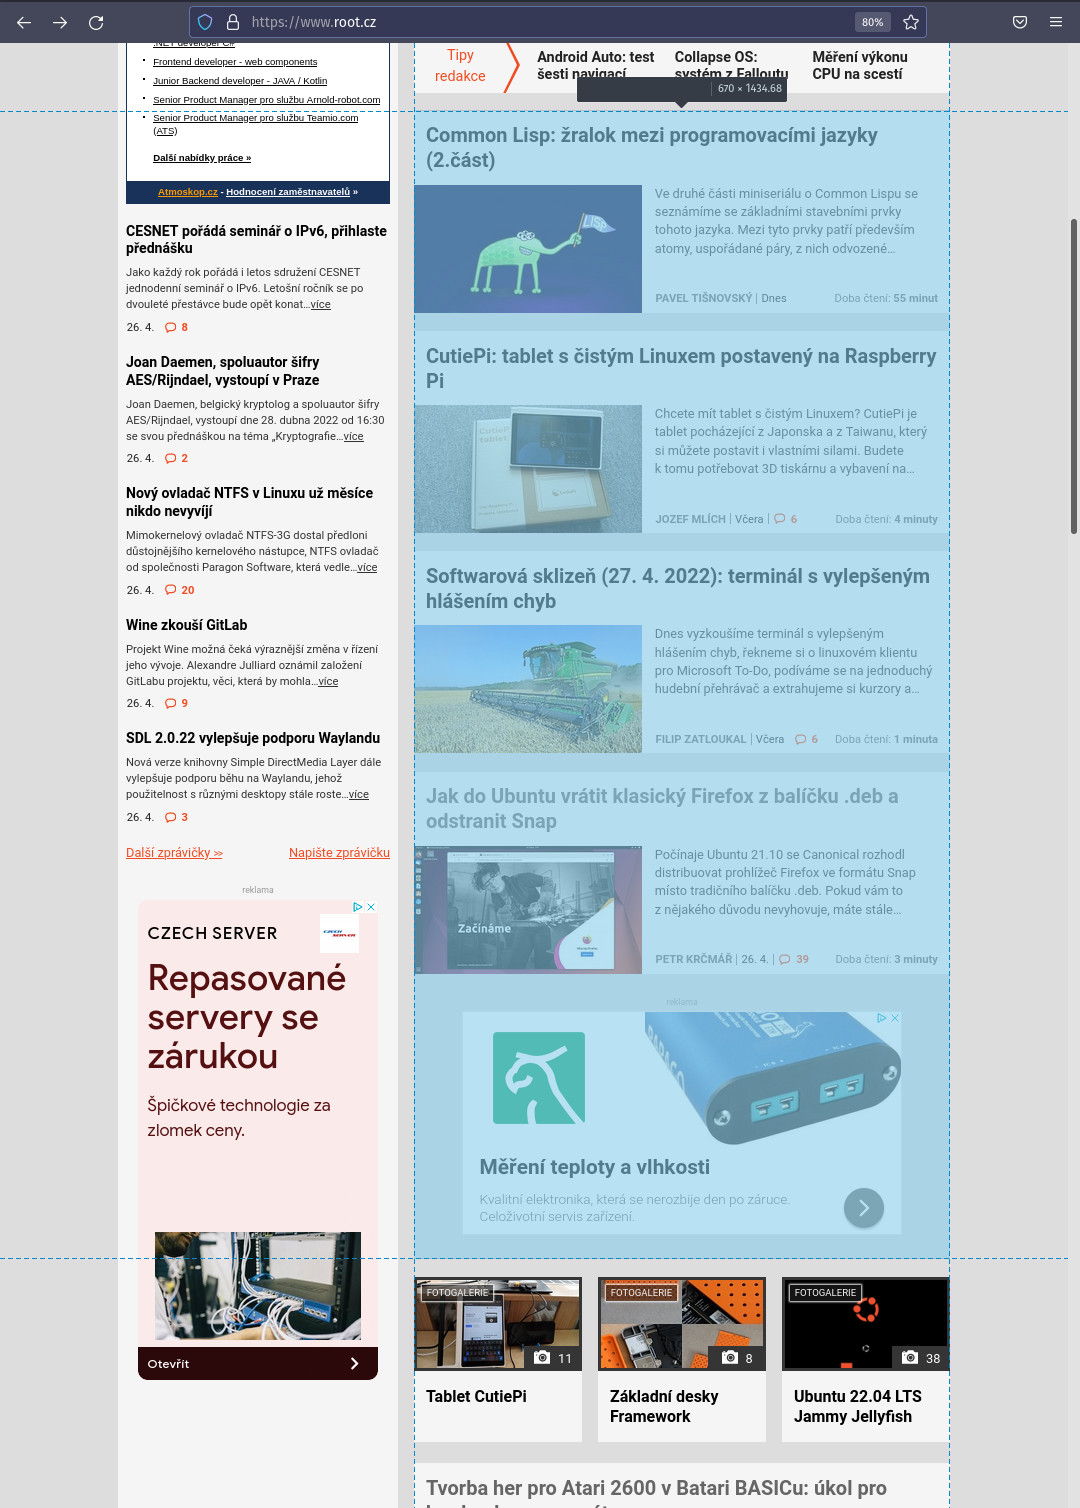 https://www.root.cz
80%
.NET developer C#
Frontend developer - web components
Junior Backend developer - JAVA / Kotlin
Senior Product Manager pro službu Arnold-robot.com
Senior Product Manager pro službu Teamio.com
(ATS)
Další nabídky práce »
Atmoskop.cz - Hodnocení zaměstnavatelů »
CESNET pořádá seminář o IPv6, přihlaste
přednášku
Jako každý rok pořádá i letos sdružení CESNET
jednodenní seminář o IPv6. Letošní ročník se po
dvouleté přestávce bude opět konat…více
26. 4. 8
Joan Daemen, spoluautor šifry
AES/Rijndael, vystoupí v Praze
Joan Daemen, belgický kryptolog a spoluautor šifry
AES/Rijndael, vystoupí dne 28. dubna 2022 od 16:30
se svou přednáškou na téma „Kryptografie…více
26. 4. 2
Nový ovladač NTFS v Linuxu už měsíce
nikdo nevyvíjí
Mimokernelový ovladač NTFS-3G dostal předloni
důstojnějšího kernelového nástupce, NTFS ovladač
od společnosti Paragon Software, která vedle…více
26. 4. 20
Wine zkouší GitLab
Projekt Wine možná čeká výraznější změna v řízení
jeho vývoje. Alexandre Julliard oznámil založení
GitLabu projektu, věci, která by mohla…více
26. 4. 9
SDL 2.0.22 vylepšuje podporu Waylandu
Nová verze knihovny Simple DirectMedia Layer dále
vylepšuje podporu běhu na Waylandu, jehož
použitelnost s různými desktopy stále roste…více
26. 4. 3
Další zprávičky >> Napište zprávičku
reklama
CZECH SERVER
CZECH
SERVER
Repasované
servery se
zárukou
Špičkové technologie za
zlomek ceny.
Otevřít
Tipy
redakce
Android Auto: test
šesti navigací
Collapse OS:
systém z Falloutu
Měření výkonu
CPU na scestí
670 × 1434.68
Common Lisp: žralok mezi programovacími jazyky
(2.část)
LISP
Ve druhé části miniseriálu o Common Lispu se
seznámíme se základními stavebními prvky
tohoto jazyka. Mezi tyto prvky patří především
atomy, uspořádané páry, z nich odvozené…
PAVEL TIŠNOVSKÝ | Dnes Doba čtení: 55 minut
CutiePi: tablet s čistým Linuxem postavený na Raspberry
Pi
CutiePi
tablet
Chcete mít tablet s čistým Linuxem? CutiePi je
tablet pocházející z Japonska a z Taiwanu, který
si můžete postavit i vlastními silami. Budete
k tomu potřebovat 3D tiskárnu a vybavení na…
JOZEF MLÍCH | Včera | 6 Doba čtení: 4 minuty
Softwarová sklizeň (27. 4. 2022): terminál s vylepšeným
hlášením chyb
Dnes vyzkoušíme terminál s vylepšeným
hlášením chyb, řekneme si o linuxovém klientu
pro Microsoft To-Do, podíváme se na jednoduchý
hudební přehrávač a extrahujeme si kurzory a…
FILIP ZATLOUKAL | Včera 6 Doba čtení: 1 minuta
Jak do Ubuntu vrátit klasický Firefox z balíčku .deb a
odstranit Snap
Začínáme
Počínaje Ubuntu 21.10 se Canonical rozhodl
distribuovat prohlížeč Firefox ve formátu Snap
místo tradičního balíčku .deb. Pokud vám to
z nějakého důvodu nevyhovuje, máte stále…
PETR KRČMÁŘ | 26. 4. | 39 Doba čtení: 3 minuty
reklama
PAPAGO
Měření teploty a vlhkosti
Kvalitní elektronika, která se nerozbije den po záruce.
Celoživotní servis zařízení.
FOTOGALERIE
11
Tablet CutiePi
FOTOGALERIE
8
Základní desky
Framework
FOTOGALERIE
38
Ubuntu 22.04 LTS
Jammy Jellyfish
Tvorba her pro Atari 2600 v Batari BASICu: úkol pro